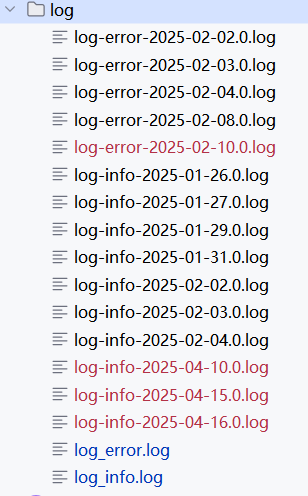 log
log-error-2025-02-02.0.log
log-error-2025-02-03.0.log
log-error-2025-02-04.0.log
log-error-2025-02-08.0.log
log-error-2025-02-10.0.log
log-info-2025-01-26.0.log
log-info-2025-01-27.0.log
log-info-2025-01-29.0.log
log-info-2025-01-31.0.log
log-info-2025-02-02.0.log
log-info-2025-02-03.0.log
log-info-2025-02-04.0.log
log-info-2025-04-10.0.log
log-info-2025-04-15.0.log
log-info-2025-04-16.0.log
log_error.log
log_info.log